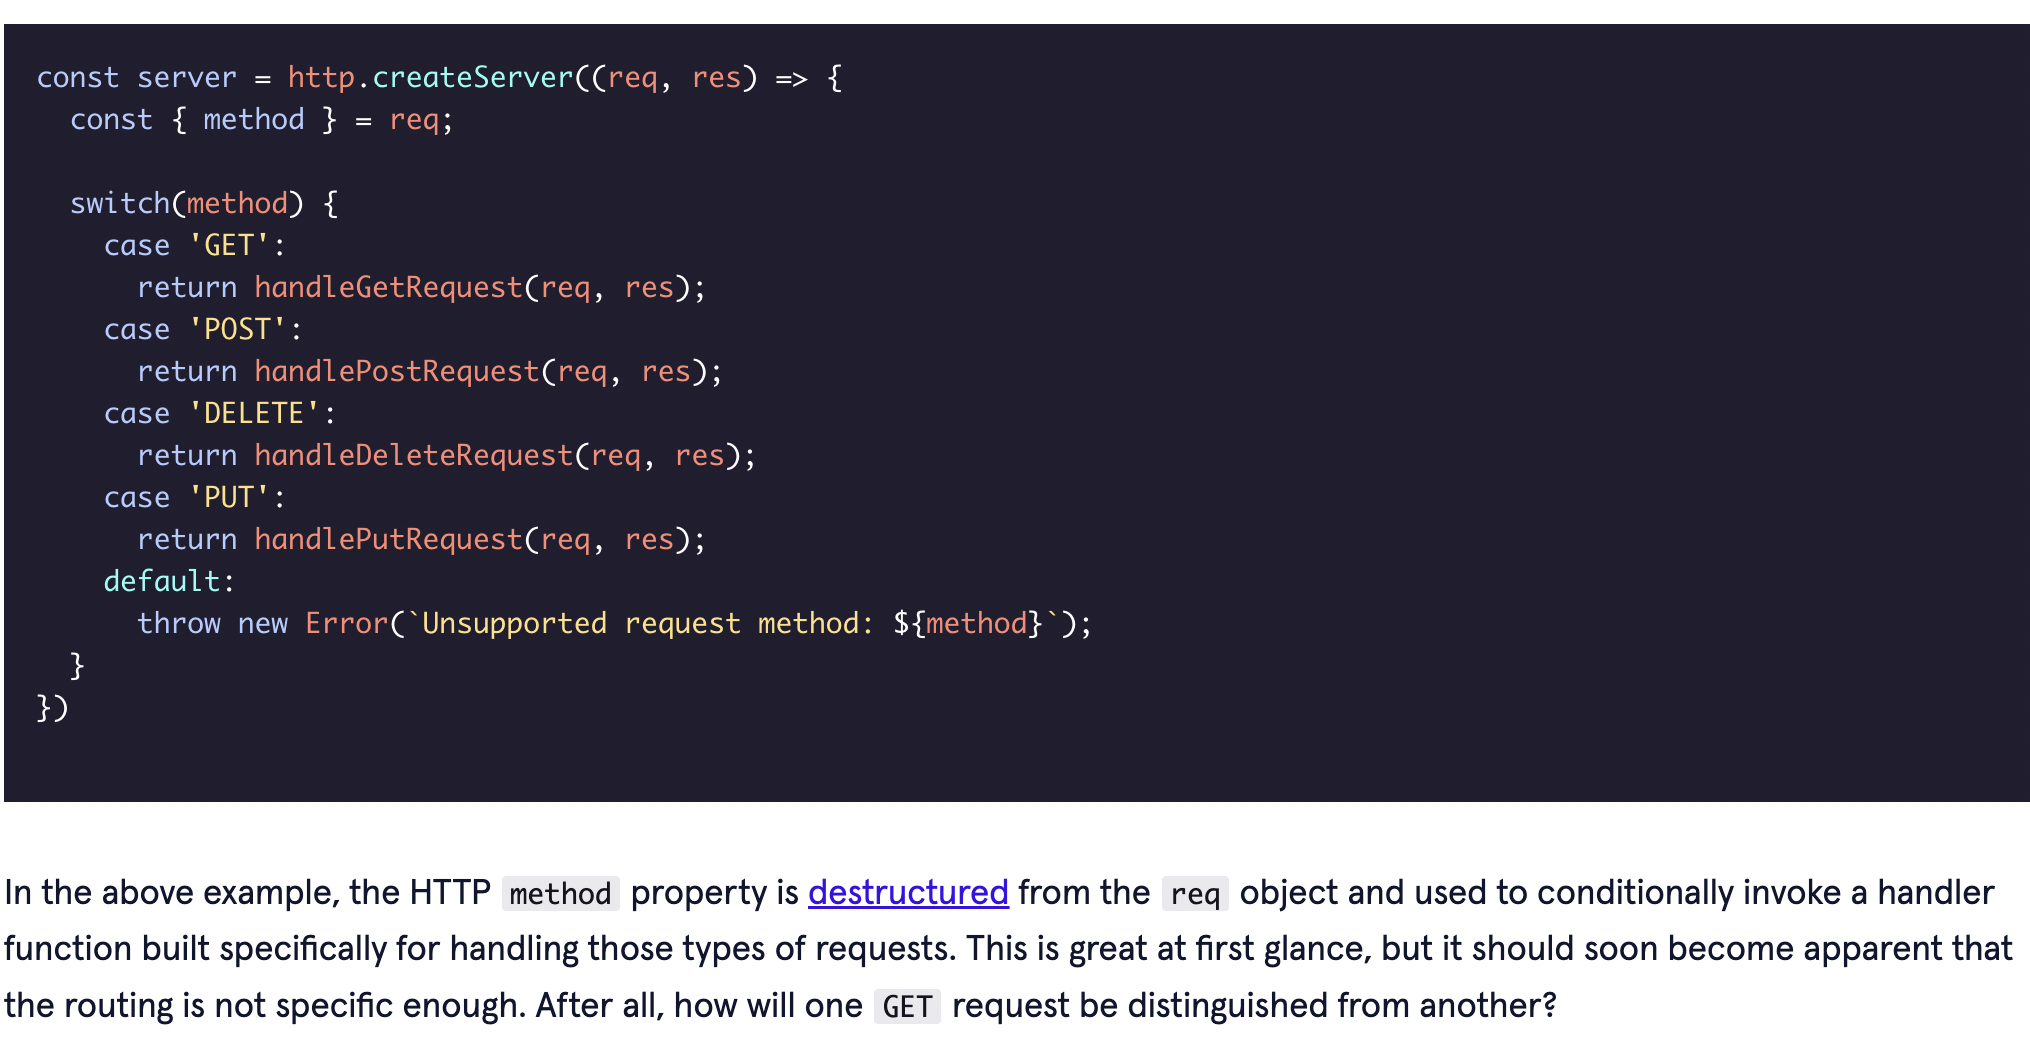 const server = http.createServer((req, res) => {
  const { method } = req;
  switch(method) {
    case 'GET':
      return handleGetRequest(req, res);
    case 'POST':
      return handlePostRequest(req, res);
    case 'DELETE':
      return handleDeleteRequest(req, res);
    case 'PUT':
      return handlePutRequest(req, res);
    default:
      throw new Error(`Unsupported request method: ${method}`);
  }
})
In the above example, the HTTP method property is destructured from the req object and used to conditionally invoke a handler
function built specifically for handling those types of requests. This is great at first glance, but it should soon become apparent that
the routing is not specific enough. After all, how will one GET request be distinguished from another?